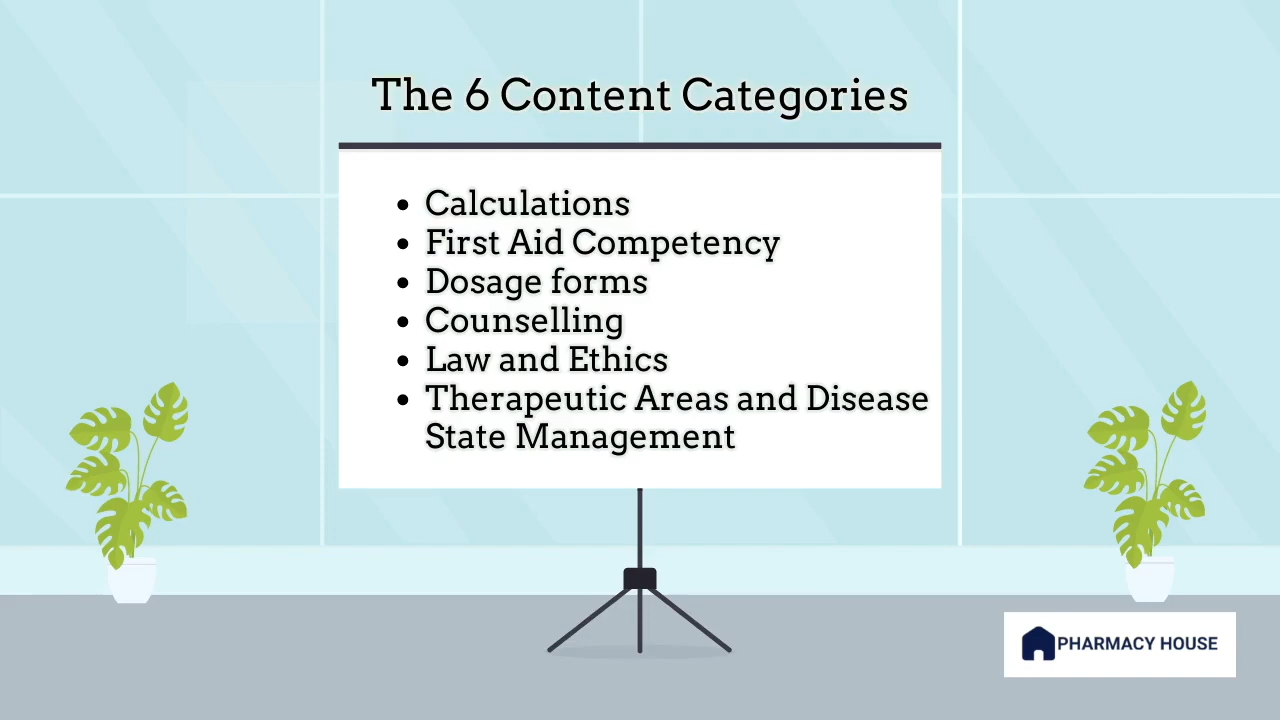 The 6 Content Categories
• Calculations
• First Aid Competency
• Dosage forms
• Counselling
• Law and Ethics
• Therapeutic Areas and Disease
State Management
PHARMACY HOUSE